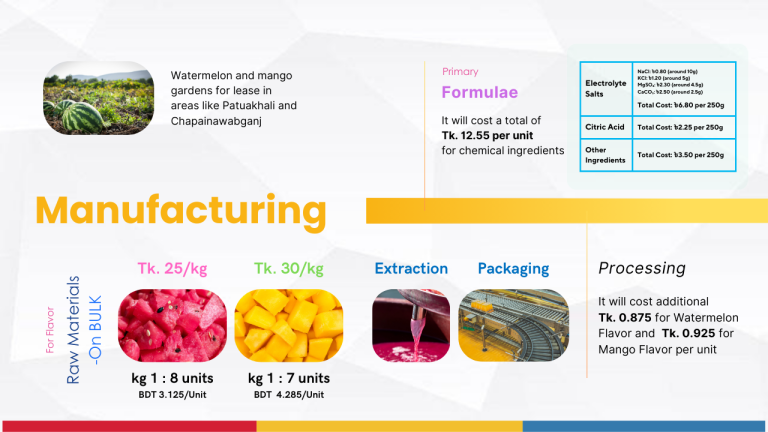 Watermelon and mango
gardens for lease in
areas like Patuakhali and
Chapainawabganj
Primary
Formulae
It will cost a total of
Tk. 12.55 per unit
for chemical ingredients
Electrolyte
Salts
NaCl: ৳0.80 (around 10g)
KCl: ৳1.20 (around 5g)
MgSO₄: ৳2.30 (around 4.5g)
CaCO₃: ৳2.50 (around 2.5g)
Total Cost: ৳6.80 per 250g
Citric Acid
Total Cost: ৳2.25 per 250g
Other
Ingredients
Total Cost: ৳3.50 per 250g
Manufacturing
For Flavor
Raw Materials
-On BULK
Tk. 25/kg
kg 1 : 8 units
BDT 3.125/Unit
Tk. 30/kg
kg 1 : 7 units
BDT 4.285/Unit
Extraction
Packaging
Processing
It will cost additional
Tk. 0.875 for Watermelon
Flavor and Tk. 0.925 for
Mango Flavor per unit